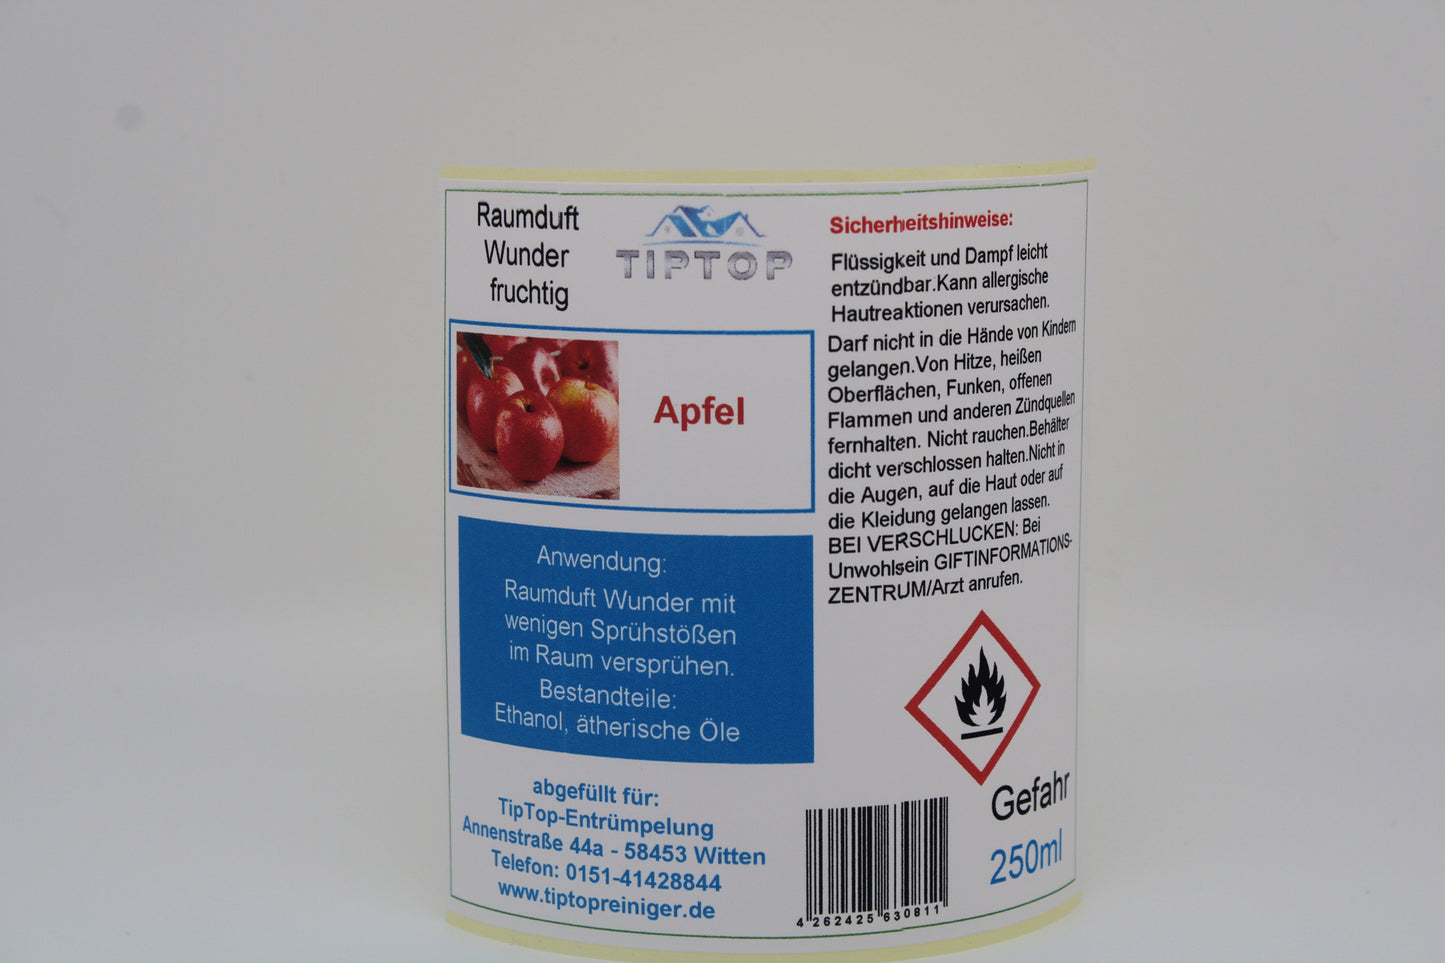 Raumduft
Wunder
fruchtig
TIPTOP
Apfel
Anwendung:
Raumduft Wunder mit
wenigen Sprühstößen
im Raum versprühen.
Bestandteile:
Ethanol, ätherische Öle
abgefüllt für:
TipTop-Entrümpelung
Annenstraße 44a - 58453 Witten
Telefon: 0151-41428844
www.tiptopreiniger.de
Sicherheitshinweise:
Flüssigkeit und Dampf leicht
entzündbar.Kann allergische
Hautreaktionen verursachen.
Darf nicht in die Hände von Kindern
gelangen.Von Hitze, heißen
Oberflächen, Funken, offenen
Flammen und anderen Zündquellen
fernhalten. Nicht rauchen.Behälter
dicht verschlossen halten.Nicht in
die Augen, auf die Haut oder auf
die Kleidung gelangen lassen.
BEI VERSCHLUCKEN: Bei
Unwohlsein GIFTINFORMATIONS-
ZENTRUM/Arzt anrufen.
Gefahr
250ml
4 262425 630811